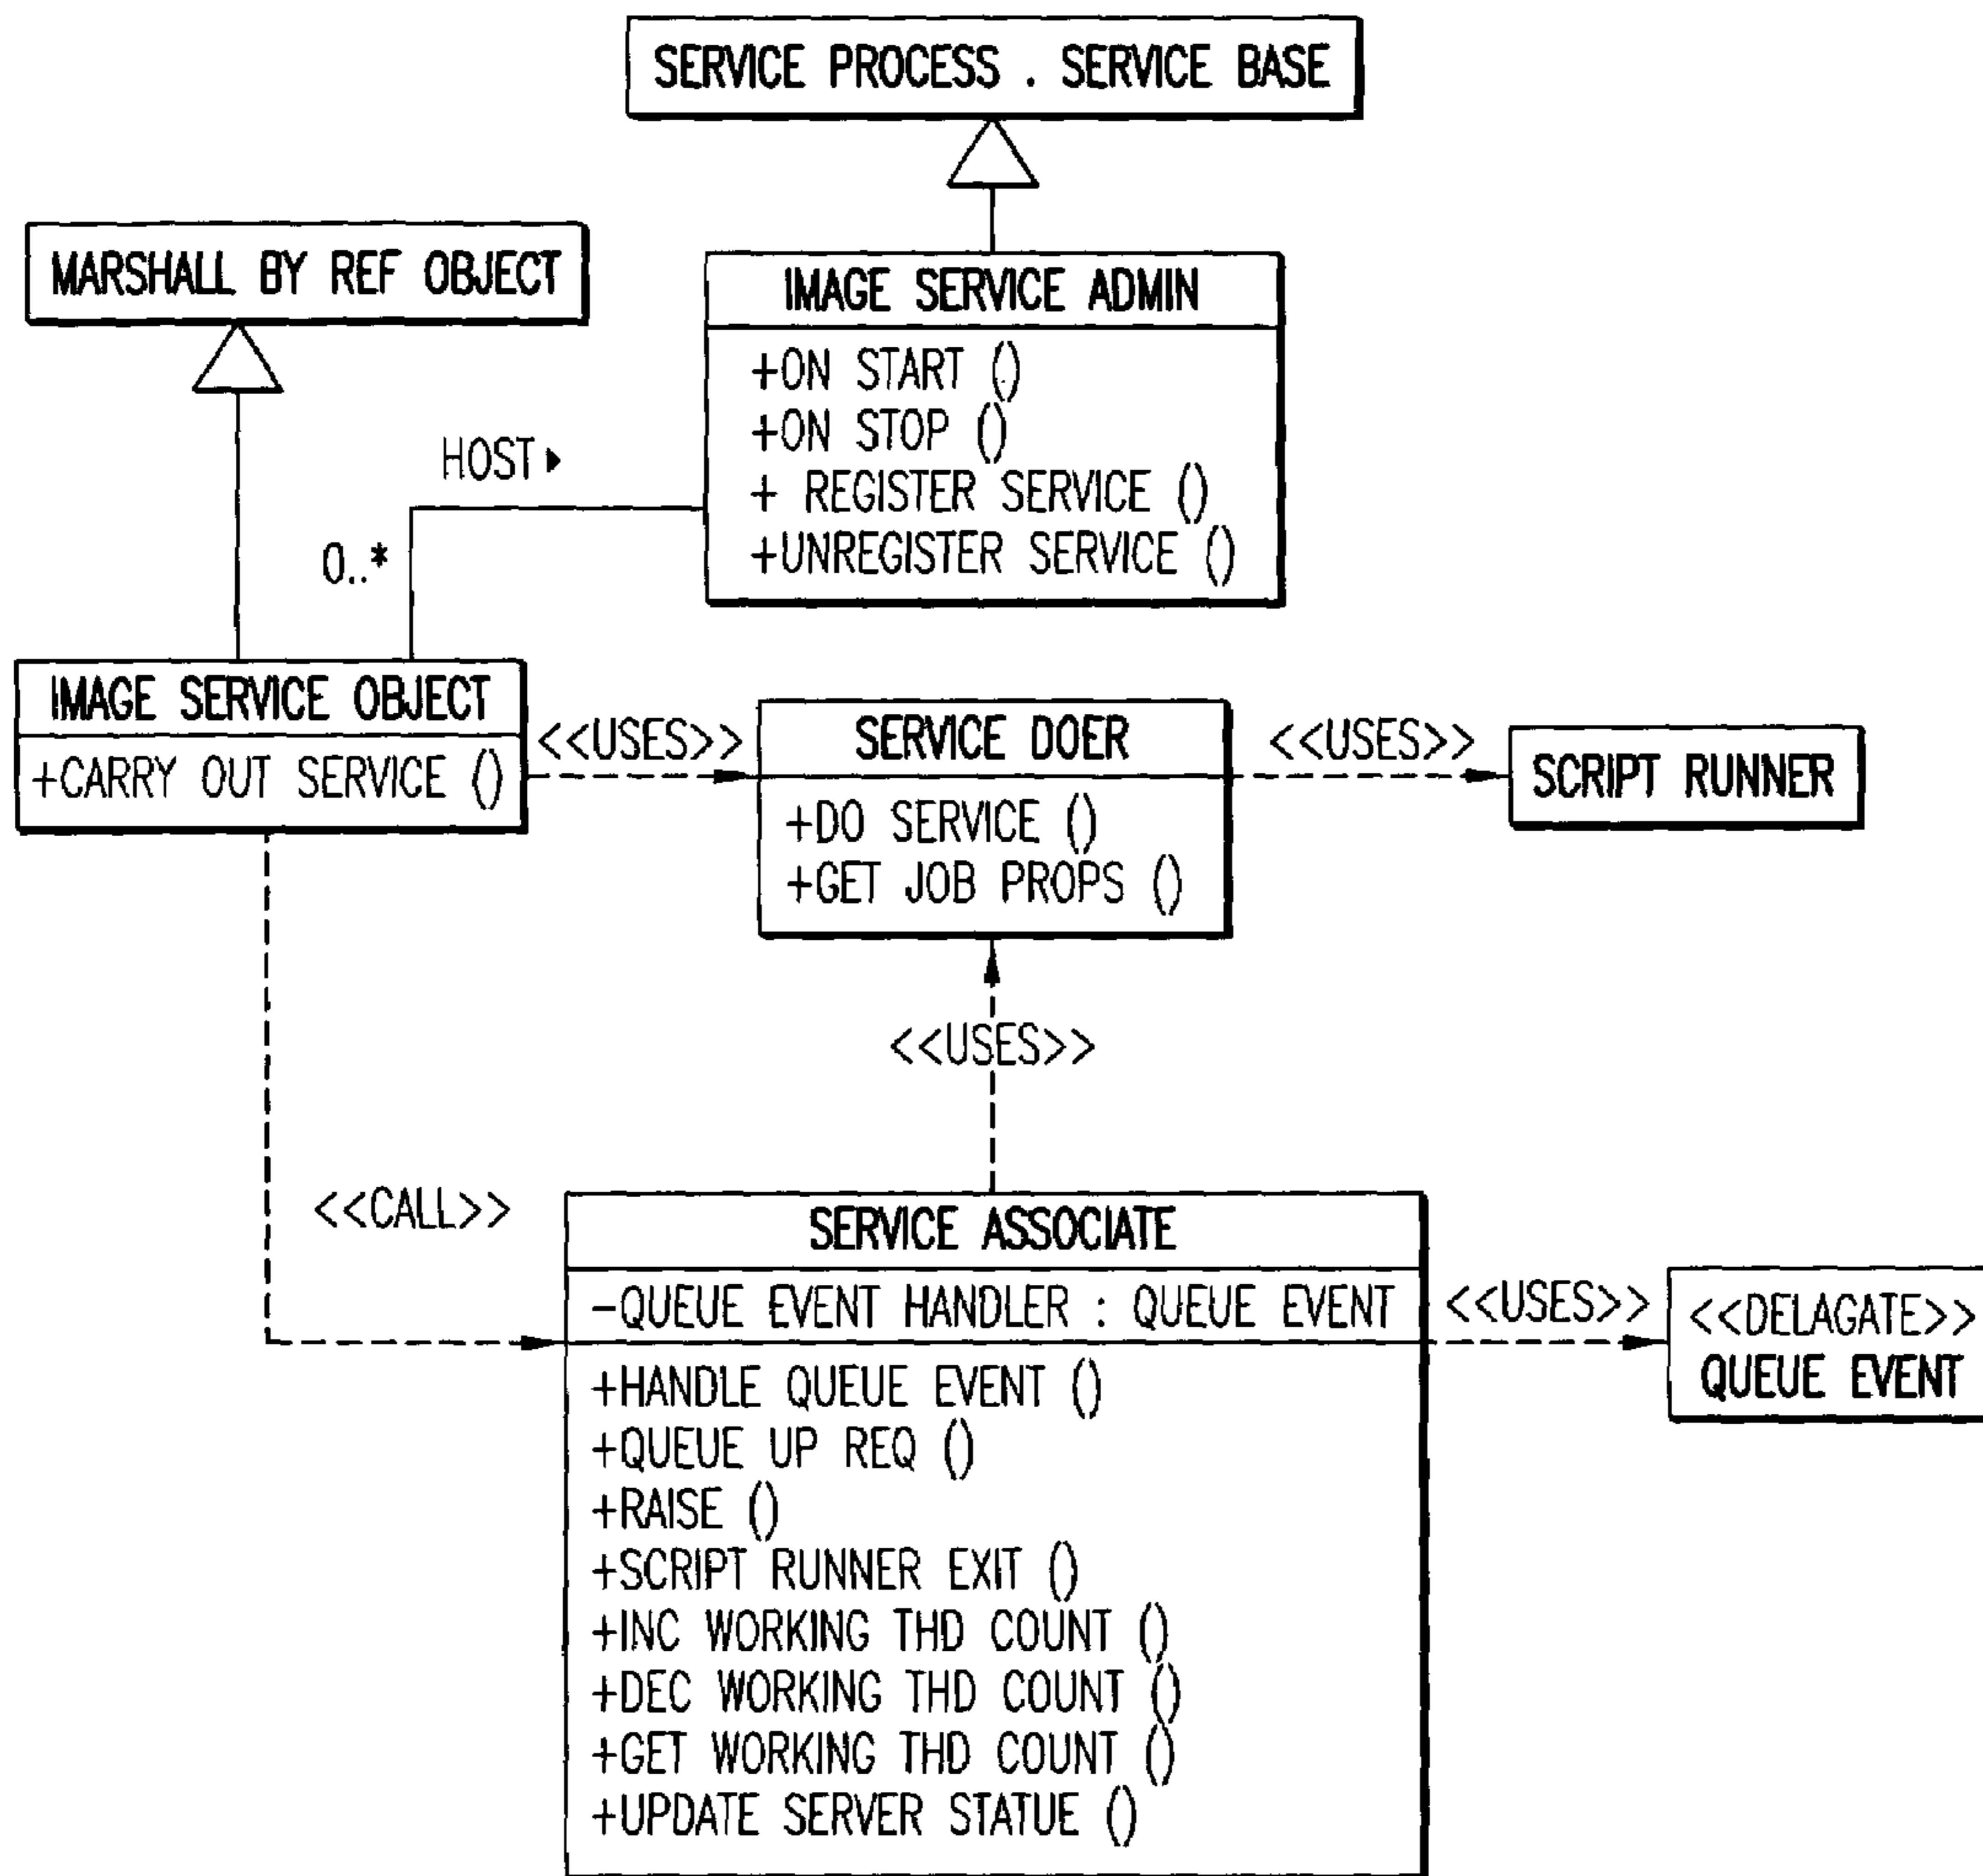 SERVICE PROCESS . SERVICE BASE
MARSHALL BY REF OBJECT
IMAGE SERVICE ADMIN
+ON START ()
+ON STOP ()
+ REGISTER SERVICE ()
+UNREGISTER SERVICE ()
HOST ▸
0..*
IMAGE SERVICE OBJECT
+CARRY OUT SERVICE ()
<<USES>>
SERVICE DOER
+DO SERVICE ()
+GET JOB PROPS ()
<<USES>>
SCRIPT RUNNER
<<USES>>
<<CALL>>
SERVICE ASSOCIATE
-QUEUE EVENT HANDLER : QUEUE EVENT
+HANDLE QUEUE EVENT ()
+QUEUE UP REQ ()
+RAISE ()
+SCRIPT RUNNER EXIT ()
+INC WORKING THD COUNT ()
+DEC WORKING THD COUNT ()
+GET WORKING THD COUNT ()
+UPDATE SERVER STATUE ()
<<USES>>
<<DELAGATE>>
QUEUE EVENT